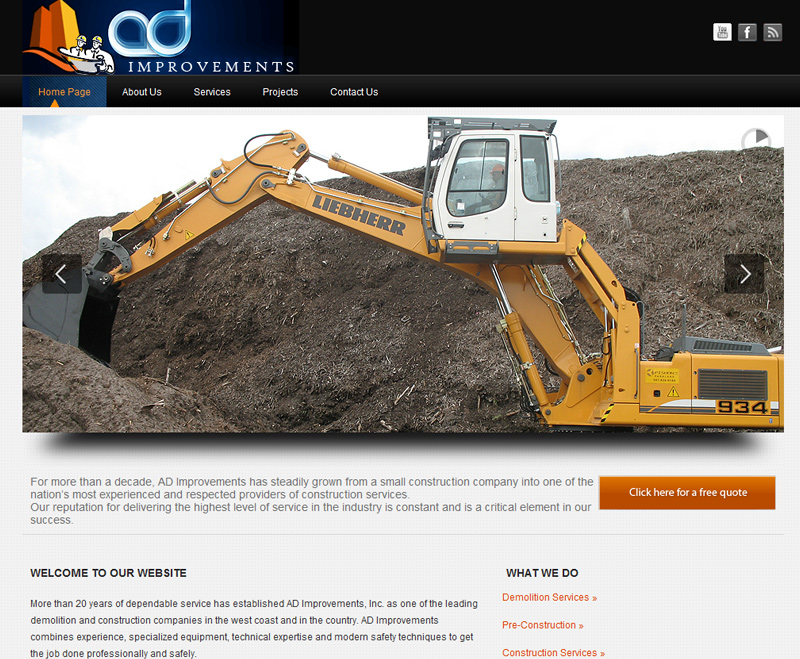 ad
IMPROVEMENTS
You
Tube
f
Home Page
About Us
Services
Projects
Contact Us
LIEBHERR
934
For more than a decade, AD Improvements has steadily grown from a small construction company into one of the
nation's most experienced and respected providers of construction services.
Our reputation for delivering the highest level of service in the industry is constant and is a critical element in our
success.
Click here for a free quote
WELCOME TO OUR WEBSITE
More than 20 years of dependable service has established AD Improvements, Inc. as one of the leading
demolition and construction companies in the west coast and in the country. AD Improvements
combines experience, specialized equipment, technical expertise and modern safety techniques to get
the job done professionally and safely.
WHAT WE DO
Demolition Services »
Pre-Construction »
Construction Services »